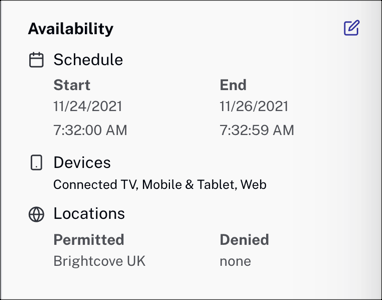 Availability
Schedule
Start End
11/24/2021 11/26/2021
7:32:00 AM 7:32:59 AM
Devices
Connected TV, Mobile & Tablet, Web
Locations
Permitted Denied
Brightcove UK none